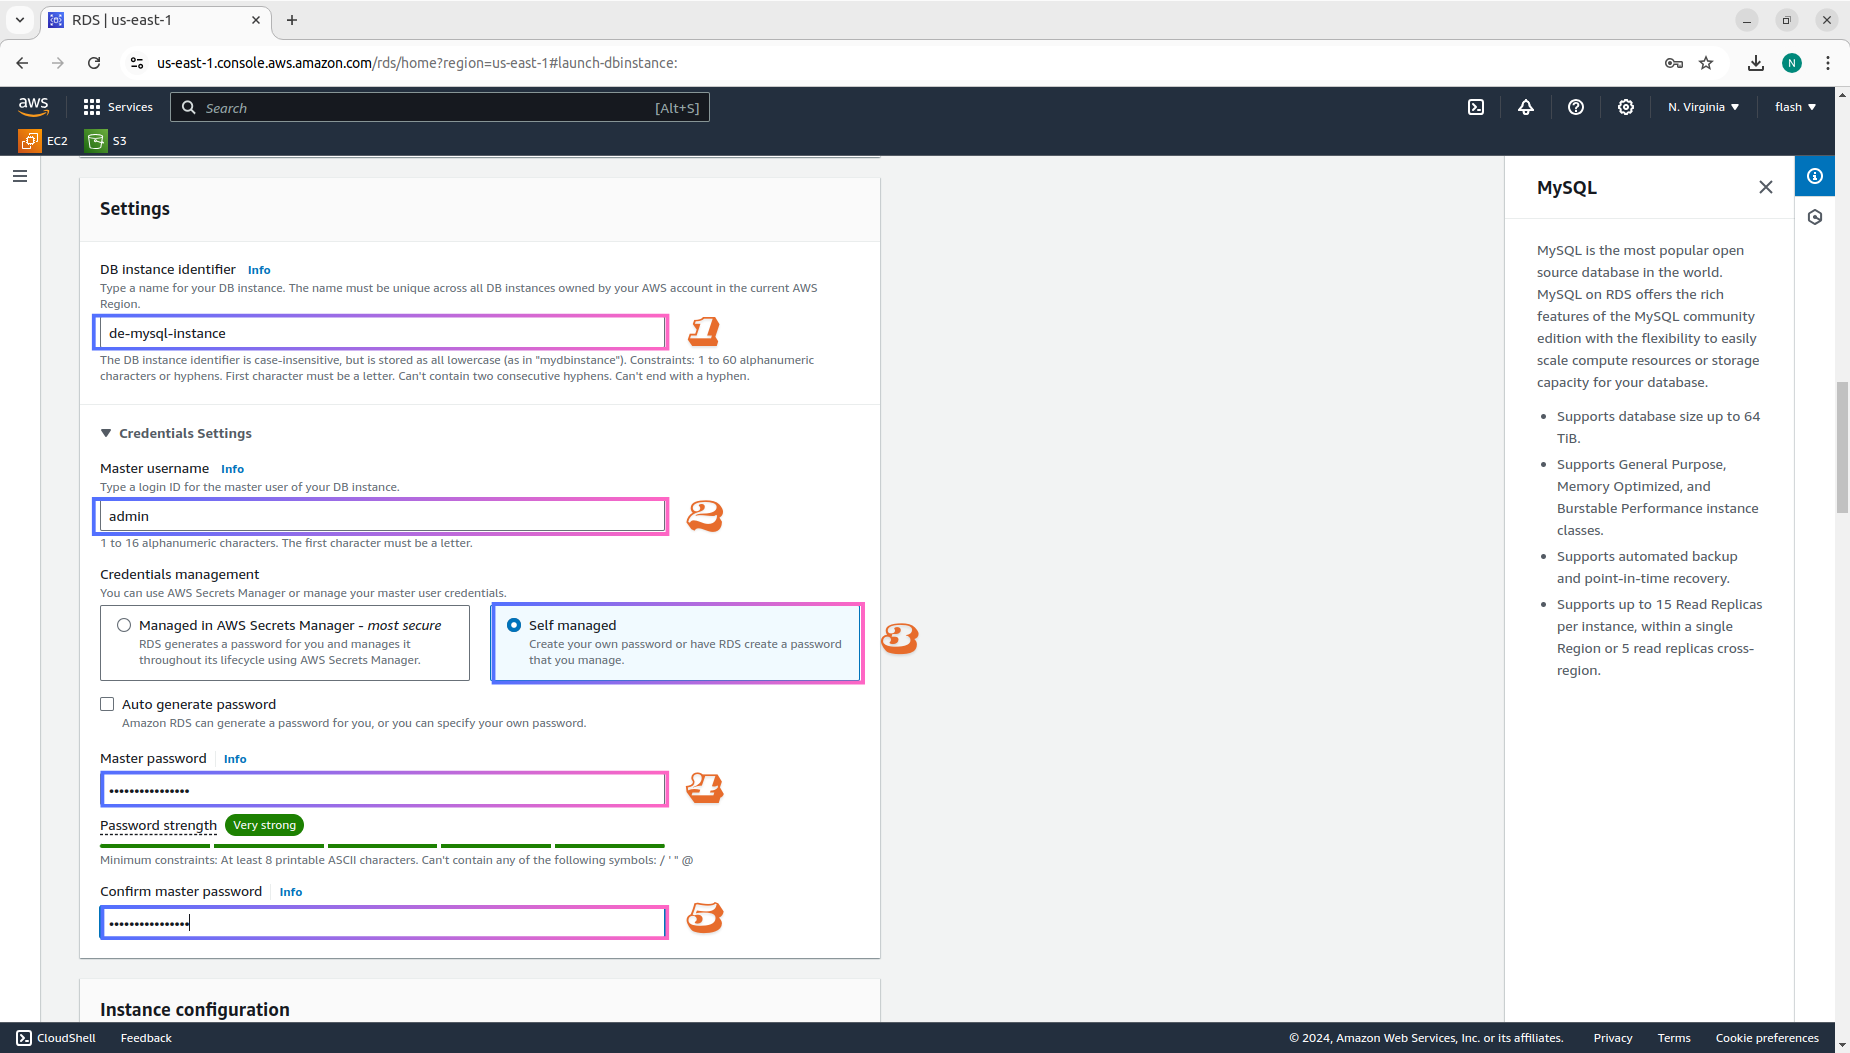 RDS | us-east-1
us-east-1.console.aws.amazon.com/rds/home?region=us-east-1#launch-dbinstance:
N
aws
Services
Search
[Alt+S]
N. Virginia
flash
EC2
S3
Settings
DB instance identifier Info
Type a name for your DB instance. The name must be unique across all DB instances owned by your AWS account in the current AWS
Region.
de-mysql-instance
1
The DB instance identifier is case-insensitive, but is stored as all lowercase (as in "mydbinstance"). Constraints: 1 to 60 alphanumeric
characters or hyphens. First character must be a letter. Can't contain two consecutive hyphens. Can't end with a hyphen.
Credentials Settings
Master username Info
Type a login ID for the master user of your DB instance.
admin
2
1 to 16 alphanumeric characters. The first character must be a letter.
Credentials management
You can use AWS Secrets Manager or manage your master user credentials.
Managed in AWS Secrets Manager - most secure
RDS generates a password for you and manages it
throughout its lifecycle using AWS Secrets Manager.
Self managed
Create your own password or have RDS create a password
that you manage.
3
Auto generate password
Amazon RDS can generate a password for you, or you can specify your own password.
Master password Info
••••••••••••••••
4
Password strength Very strong
Minimum constraints: At least 8 printable ASCII characters. Can't contain any of the following symbols: / ' " @
Confirm master password Info
••••••••••••••••
5
Instance configuration
MySQL
MySQL is the most popular open
source database in the world.
MySQL on RDS offers the rich
features of the MySQL community
edition with the flexibility to easily
scale compute resources or storage
capacity for your database.
• Supports database size up to 64
TiB.
• Supports General Purpose,
Memory Optimized, and
Burstable Performance instance
classes.
• Supports automated backup
and point-in-time recovery.
• Supports up to 15 Read Replicas
per instance, within a single
Region or 5 read replicas cross-
region.
CloudShell
Feedback
© 2024, Amazon Web Services, Inc. or its affiliates.
Privacy
Terms
Cookie preferences